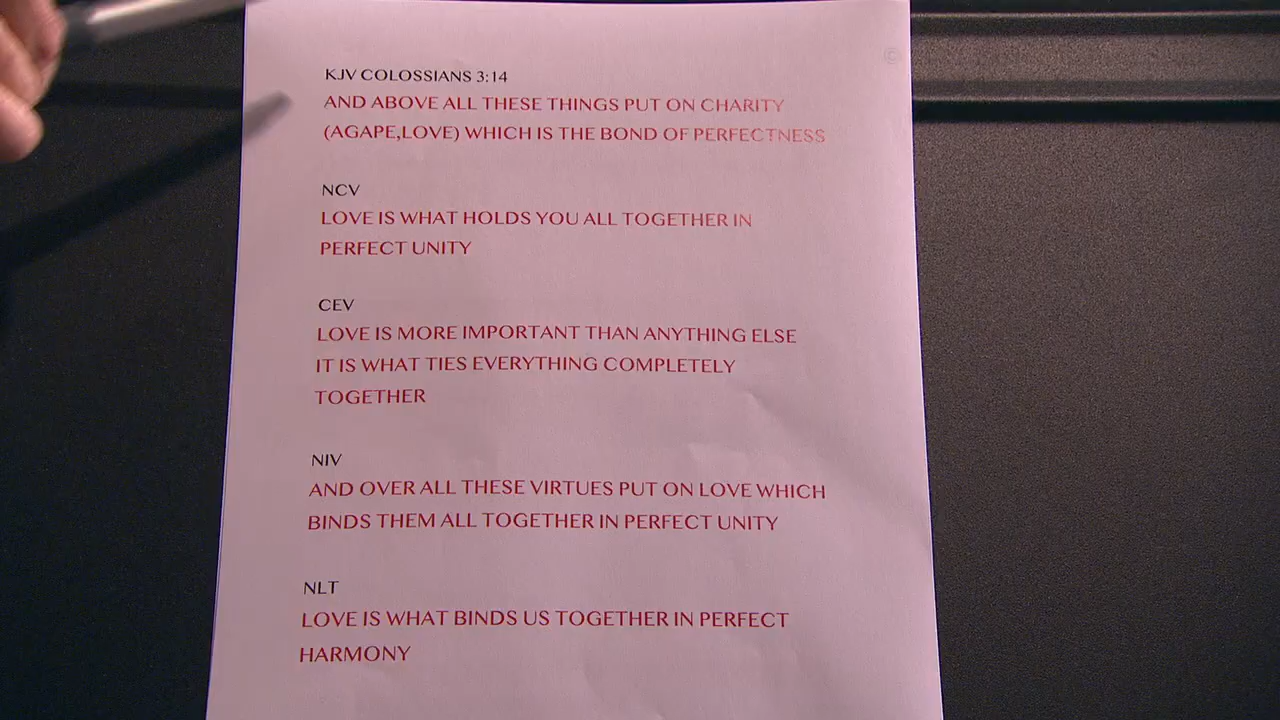 KJV COLOSSIANS 3:14
AND ABOVE ALL THESE THINGS PUT ON CHARITY
(AGAPE,LOVE) WHICH IS THE BOND OF PERFECTNESS
NCV
LOVE IS WHAT HOLDS YOU ALL TOGETHER IN
PERFECT UNITY
CEV
LOVE IS MORE IMPORTANT THAN ANYTHING ELSE
IT IS WHAT TIES EVERYTHING COMPLETELY
TOGETHER
NIV
AND OVER ALL THESE VIRTUES PUT ON LOVE WHICH
BINDS THEM ALL TOGETHER IN PERFECT UNITY
NLT
LOVE IS WHAT BINDS US TOGETHER IN PERFECT
HARMONY